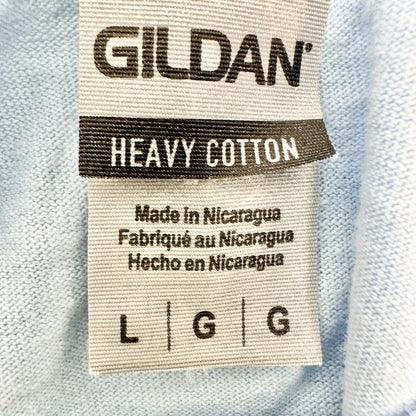 GILDAN®
HEAVY COTTON
Made in Nicaragua
Fabriqué au Nicaragua
Hecho en Nicaragua
L | G | G